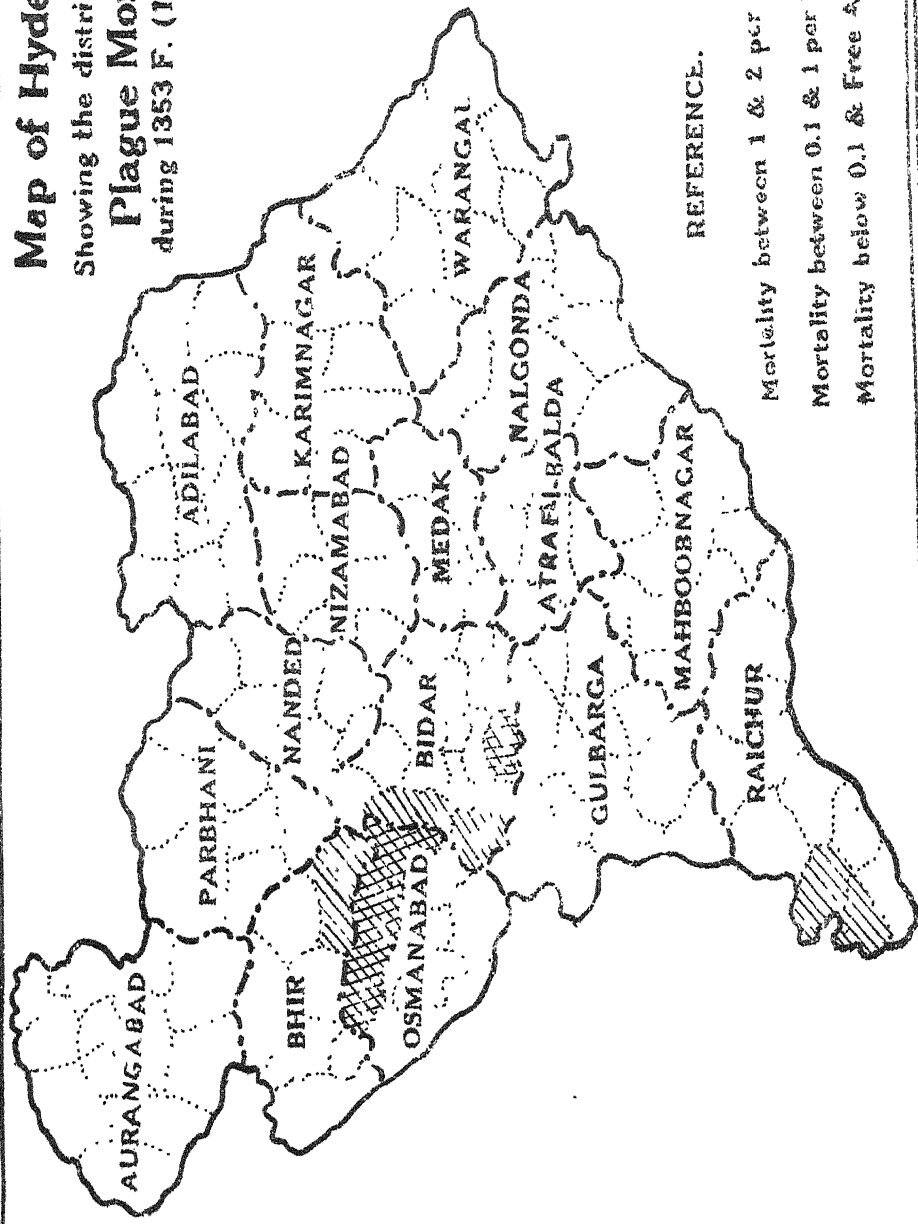 Map of Hyde
Showing the distri
Plague Mo
during 1353 F. (1
AURANGABAD
PARBHANI
ADILABAD
BHIR
NANDED
NIZAMABAD
KARIMNAGAR
OSMANABAD
BIDAR
MEDAK
WARANGAL
GULBARGA
ATRAFI-BALDA
NALGONDA
RAICHUR
MAHBOOBNAGAR
REFERENCE.
Mortality between 1 & 2 per
Mortality between 0.1 & 1 per
Mortality below 0.1 & Free